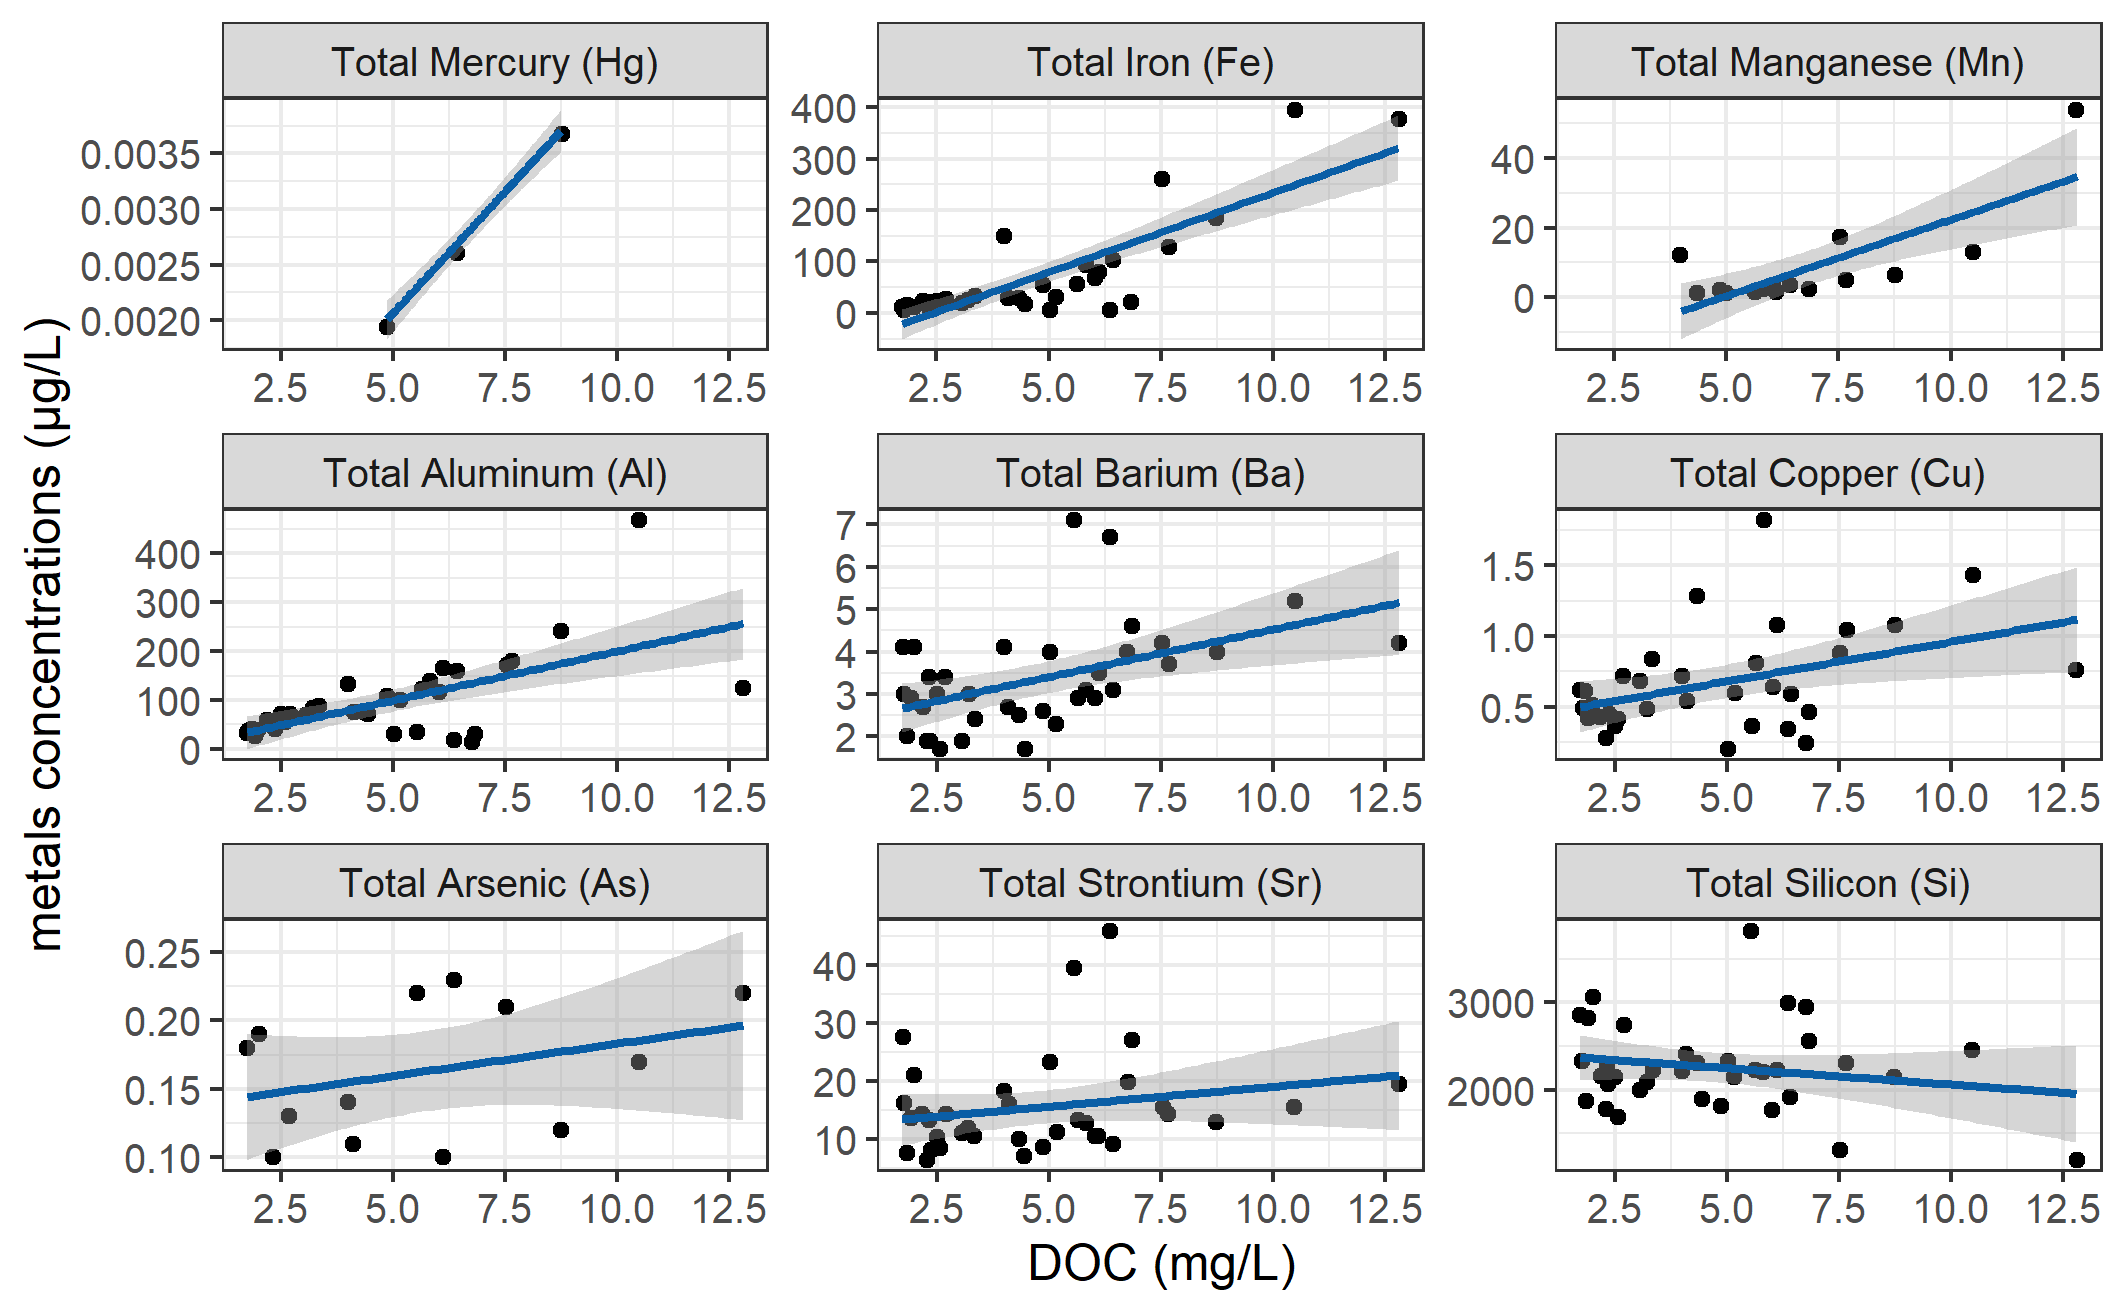 Total Mercury (Hg)
Total Iron (Fe)
Total Manganese (Mn)
0.0035
0.0030
0.0025
0.0020
2.5 5.0 7.5 10.0 12.5
400
300
200
100
0
2.5 5.0 7.5 10.0 12.5
40
20
0
2.5 5.0 7.5 10.0 12.5
metals concentrations (µg/L)
Total Aluminum (Al)
Total Barium (Ba)
Total Copper (Cu)
400
300
200
100
0
2.5 5.0 7.5 10.0 12.5
7
6
5
4
3
2
2.5 5.0 7.5 10.0 12.5
1.5
1.0
0.5
2.5 5.0 7.5 10.0 12.5
Total Arsenic (As)
Total Strontium (Sr)
Total Silicon (Si)
0.25
0.20
0.15
0.10
2.5 5.0 7.5 10.0 12.5
40
30
20
10
2.5 5.0 7.5 10.0 12.5
3000
2000
2.5 5.0 7.5 10.0 12.5
DOC (mg/L)